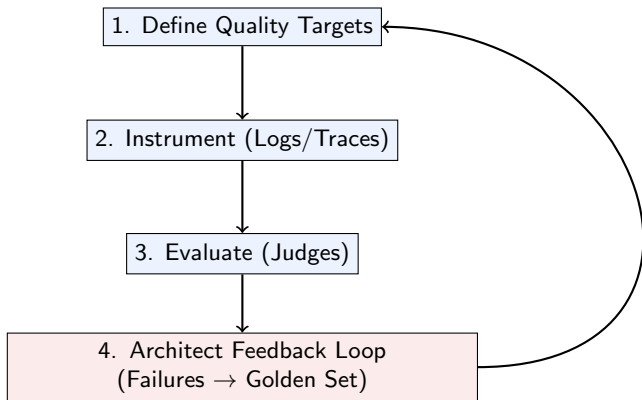 1. Define Quality Targets
2. Instrument (Logs/Traces)
3. Evaluate (Judges)
4. Architect Feedback Loop
(Failures → Golden Set)